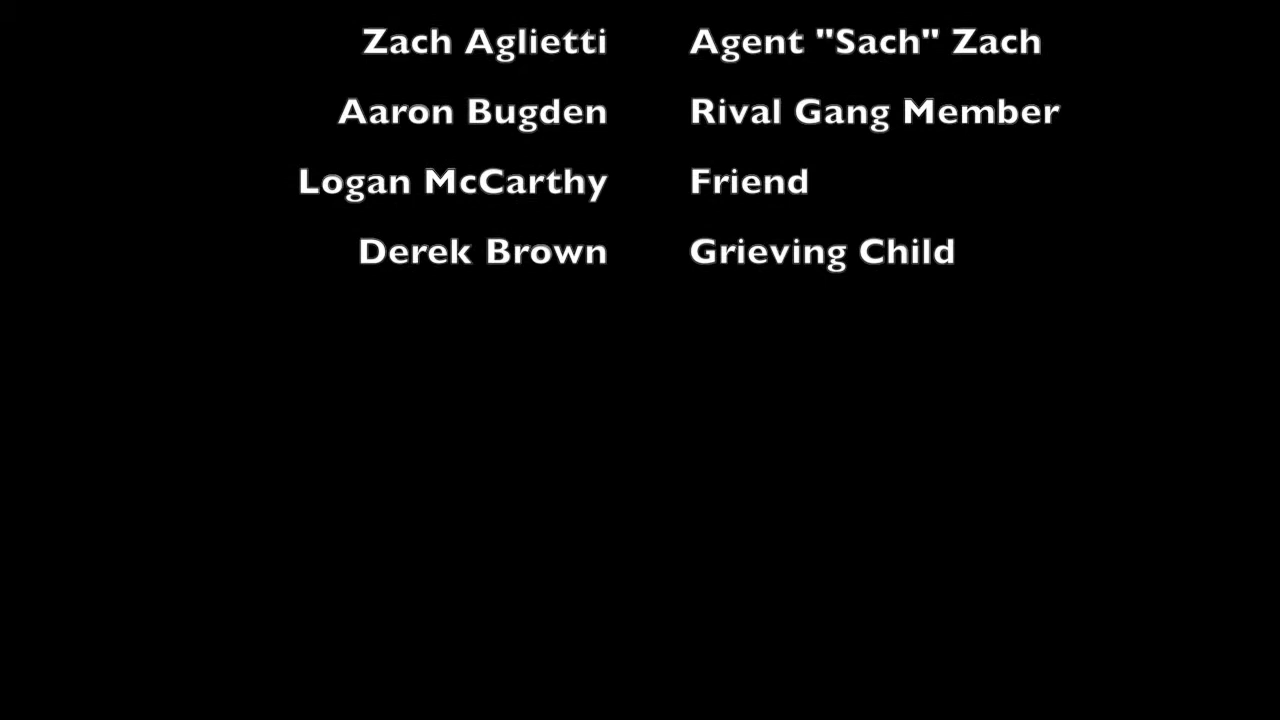 Zach Aglietti Agent "Sach" Zach
Aaron Bugden Rival Gang Member
Logan McCarthy Friend
Derek Brown Grieving Child